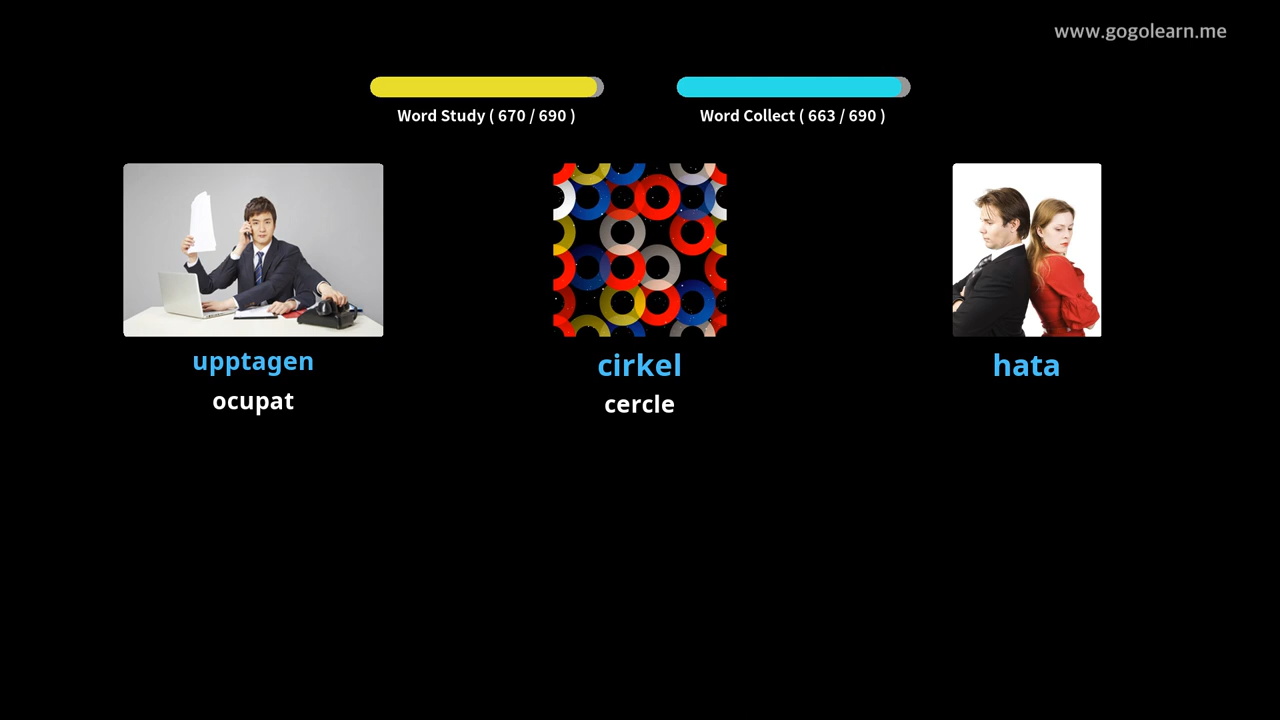 www.gogolearn.me
Word Study ( 670 / 690 )
Word Collect ( 663 / 690 )
upptagen
ocupat
cirkel
cercle
hata